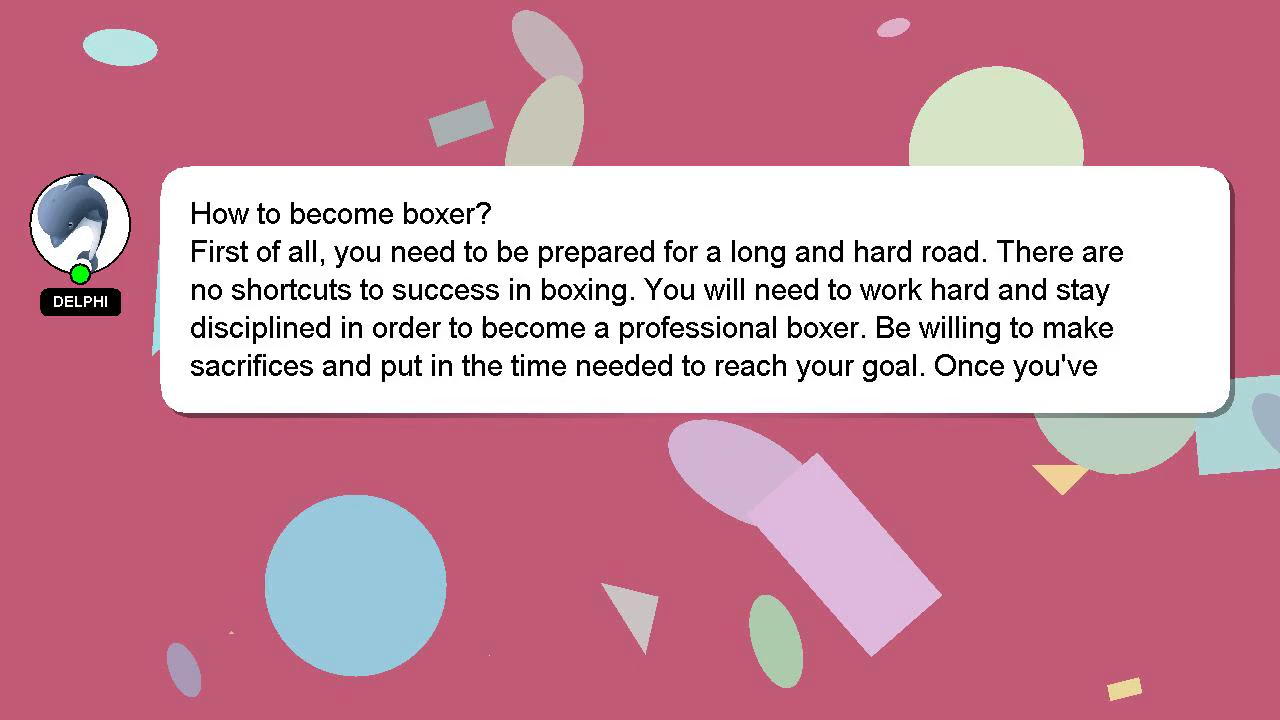 How to become boxer?
First of all, you need to be prepared for a long and hard road. There are
no shortcuts to success in boxing. You will need to work hard and stay
disciplined in order to become a professional boxer. Be willing to make
sacrifices and put in the time needed to reach your goal. Once you've
DELPHI